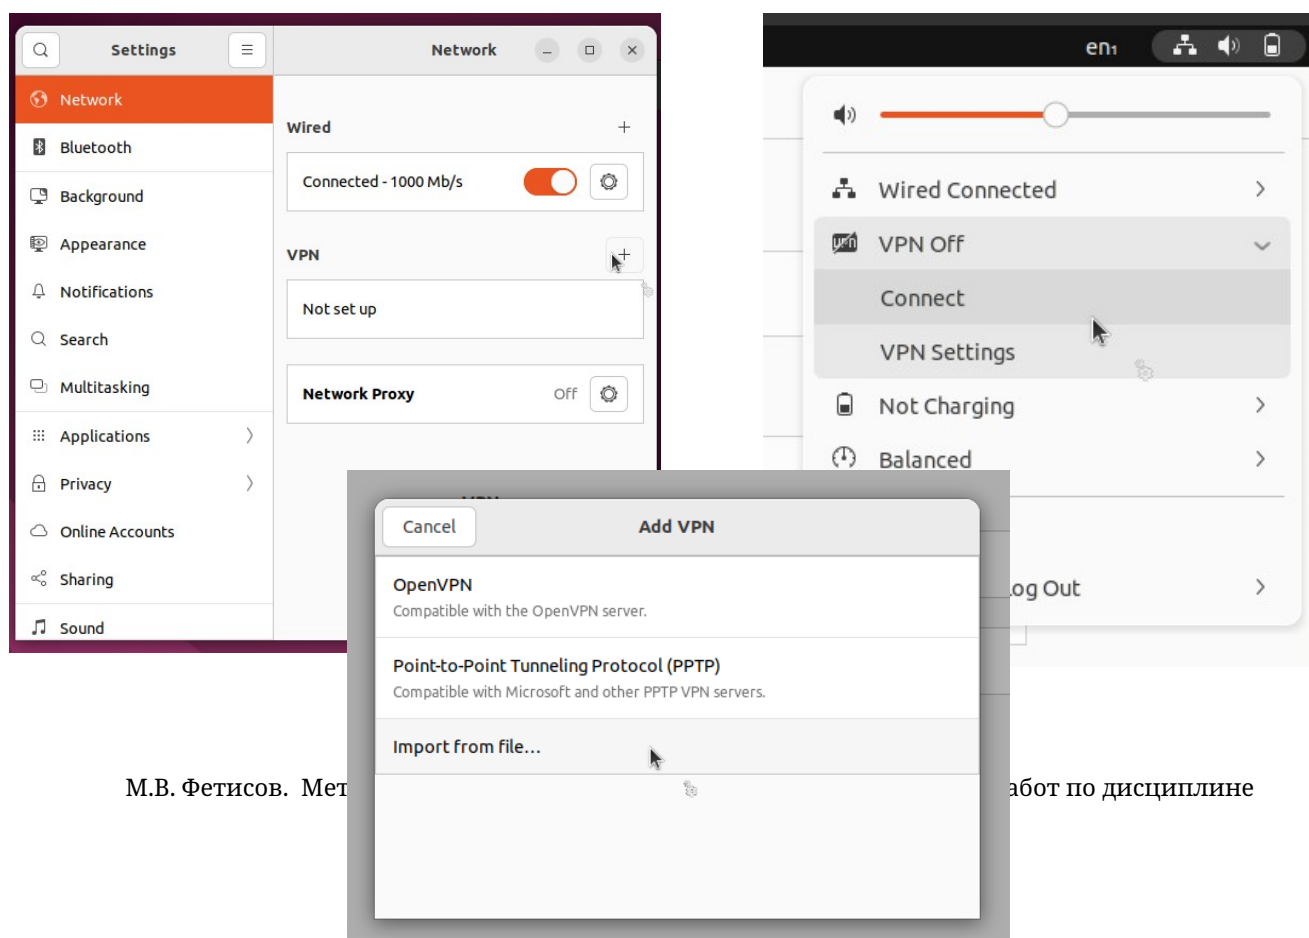 Settings
Network
Network
Bluetooth
Background
Appearance
Notifications
Search
Multitasking
Applications
Privacy
Online Accounts
Sharing
Sound
Wired
Connected - 1000 Mb/s
VPN
Not set up
Network Proxy Off
en₁
Wired Connected
VPN Off
Connect
VPN Settings
Not Charging
Balanced
Log Out
Cancel
Add VPN
OpenVPN
Compatible with the OpenVPN server.
Point-to-Point Tunneling Protocol (PPTP)
Compatible with Microsoft and other PPTP VPN servers.
Import from file...
М.В. Фетисов. Мет
абот по дисциплине